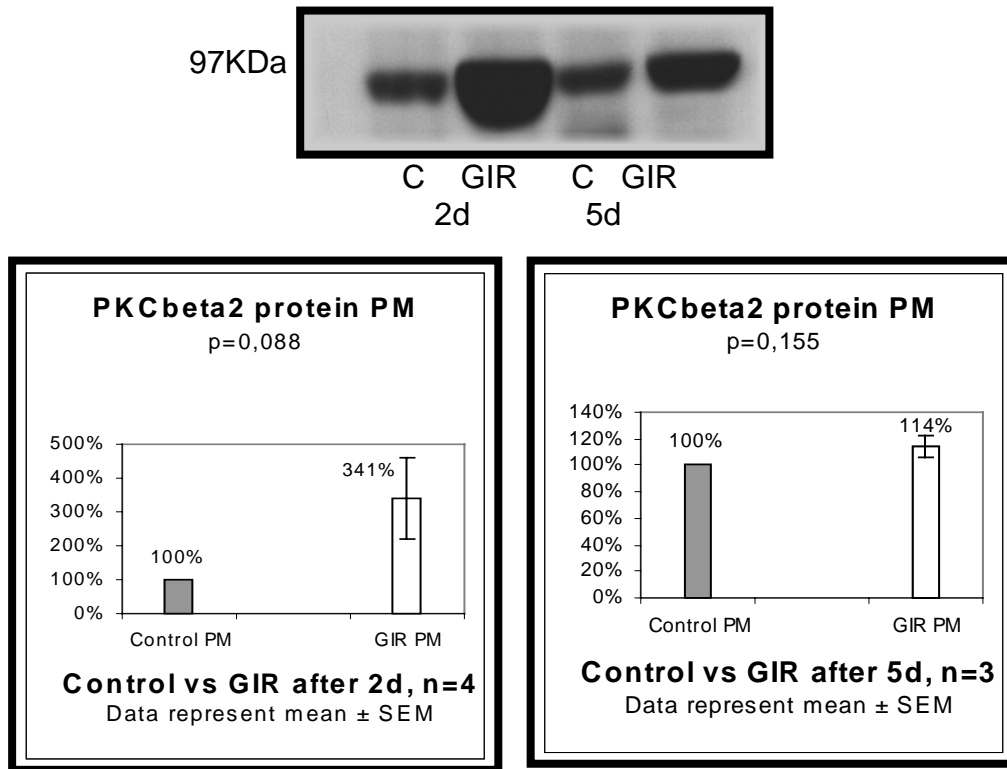 97KDa
C GIR C GIR
2d 5d
PKCbeta2 protein PM
p=0,088
500%
400%
300%
200%
100%
0%
100%
341%
Control PM GIR PM
Control vs GIR after 2d, n=4
Data represent mean ± SEM
PKCbeta2 protein PM
p=0,155
140%
120%
100%
80%
60%
40%
20%
0%
100%
114%
Control PM GIR PM
Control vs GIR after 5d, n=3
Data represent mean ± SEM